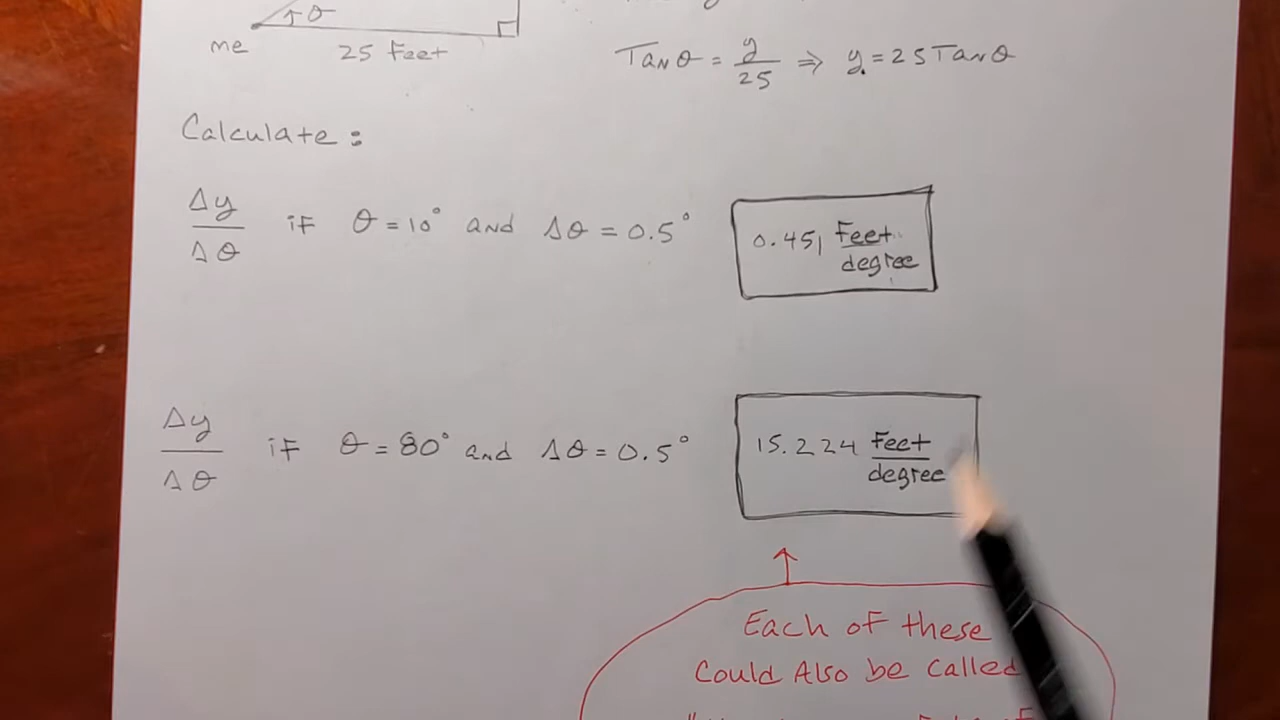 θ
me
25 Feet
Tan θ = y/25 ⇒ y = 25 Tan θ
Calculate:
Δy/Δθ if θ = 10° and Δθ = 0.5°
0.451 Feet/degree
Δy/Δθ if θ = 80° and Δθ = 0.5°
15.224 Feet/degree
Each of these
Could Also be called